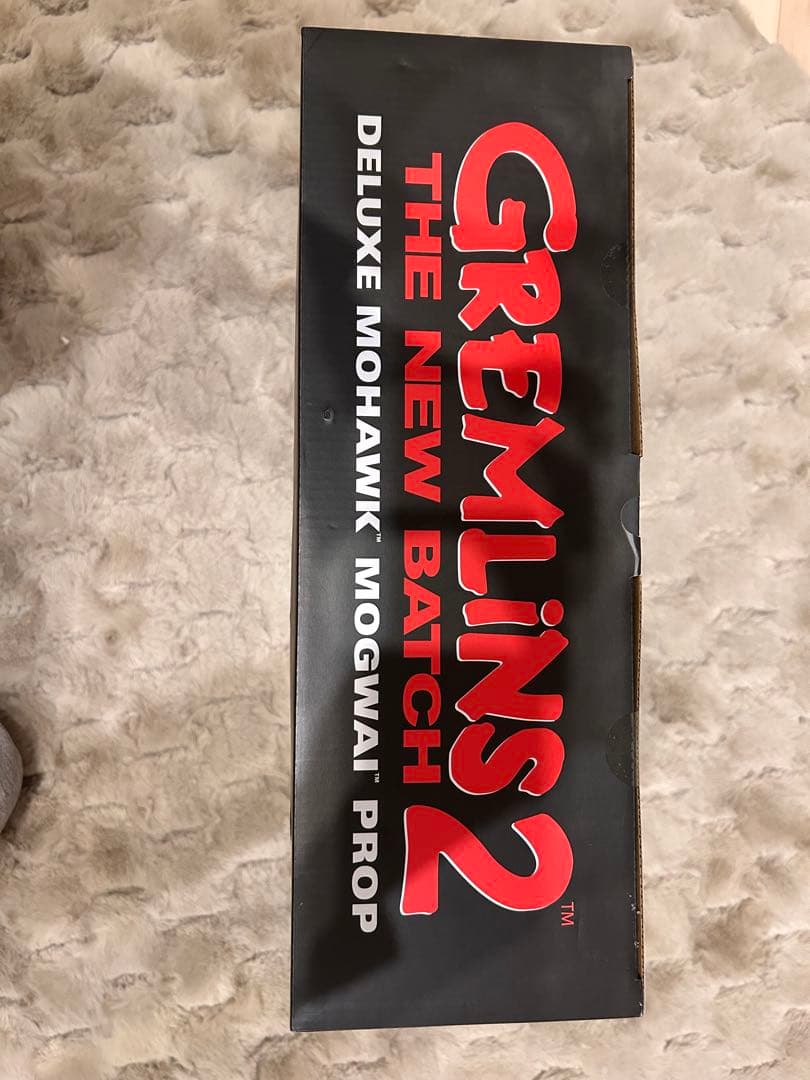 GREMLINS 2™
THE NEW BATCH
DELUXE MOHAWK™ MOGWAI™ PROP